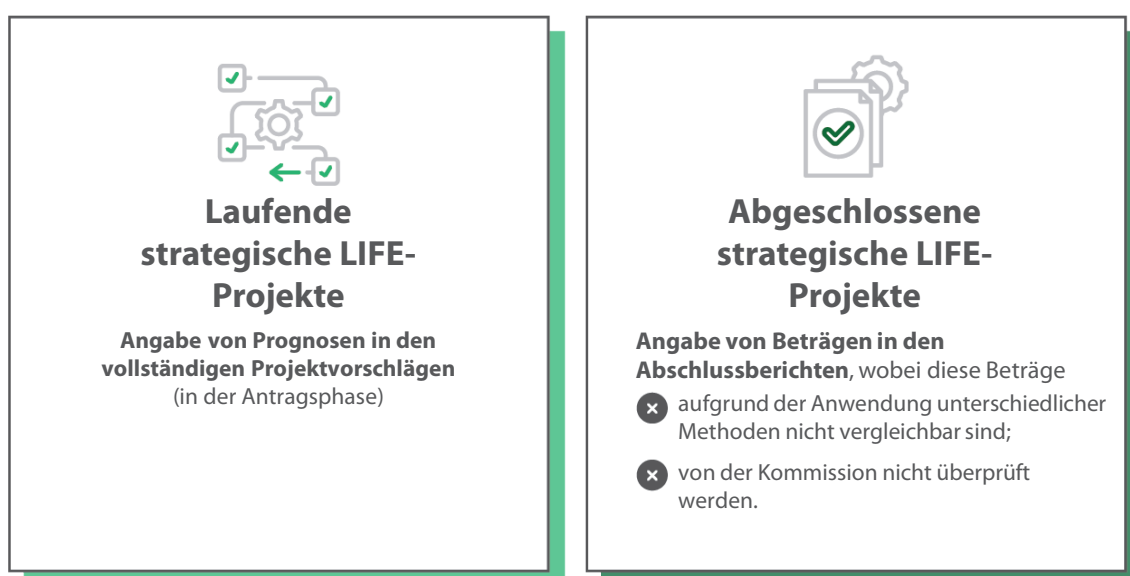 Laufende
strategische LIFE-
Projekte
Angabe von Prognosen in den
vollständigen Projektvorschlägen
(in der Antragsphase)
Abgeschlossene
strategische LIFE-
Projekte
Angabe von Beträgen in den
Abschlussberichten, wobei diese Beträge
aufgrund der Anwendung unterschiedlicher
Methoden nicht vergleichbar sind;
von der Kommission nicht überprüft
werden.